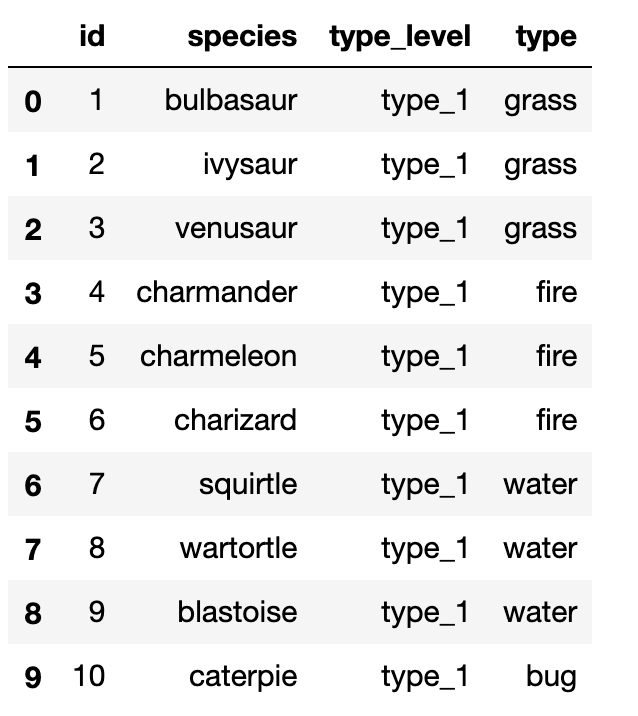 id species type_level type
0 1 bulbasaur type_1 grass
1 2 ivysaur type_1 grass
2 3 venusaur type_1 grass
3 4 charmander type_1 fire
4 5 charmeleon type_1 fire
5 6 charizard type_1 fire
6 7 squirtle type_1 water
7 8 wartortle type_1 water
8 9 blastoise type_1 water
9 10 caterpie type_1 bug